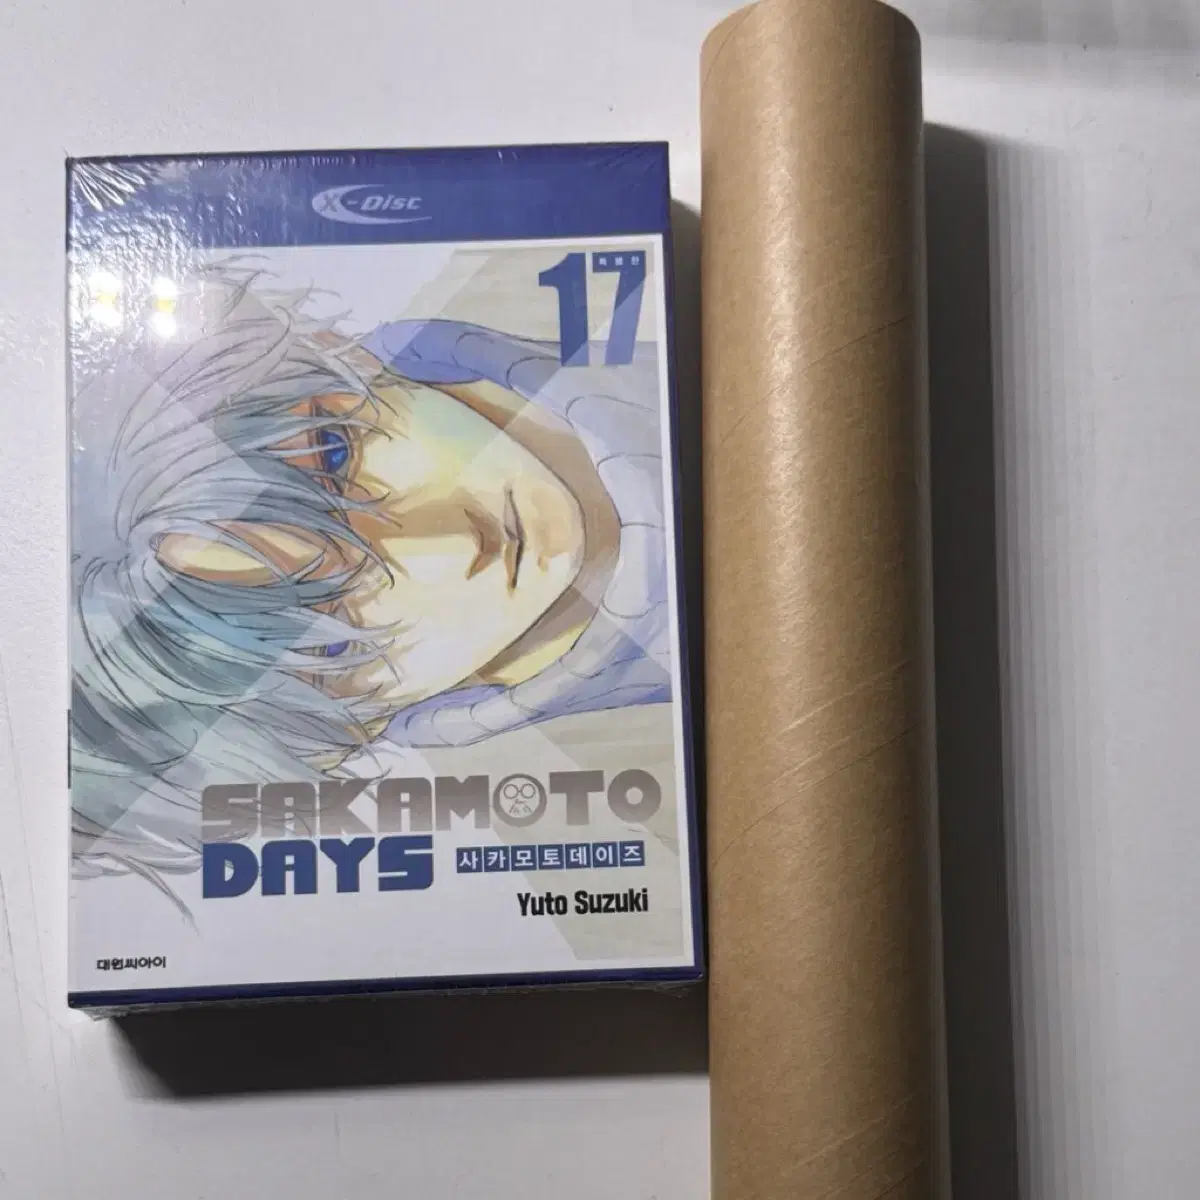 X-Disc
17 특별판
SAKAMOTO
DAYS 사카모토데이즈
Yuto Suzuki
대원씨아이